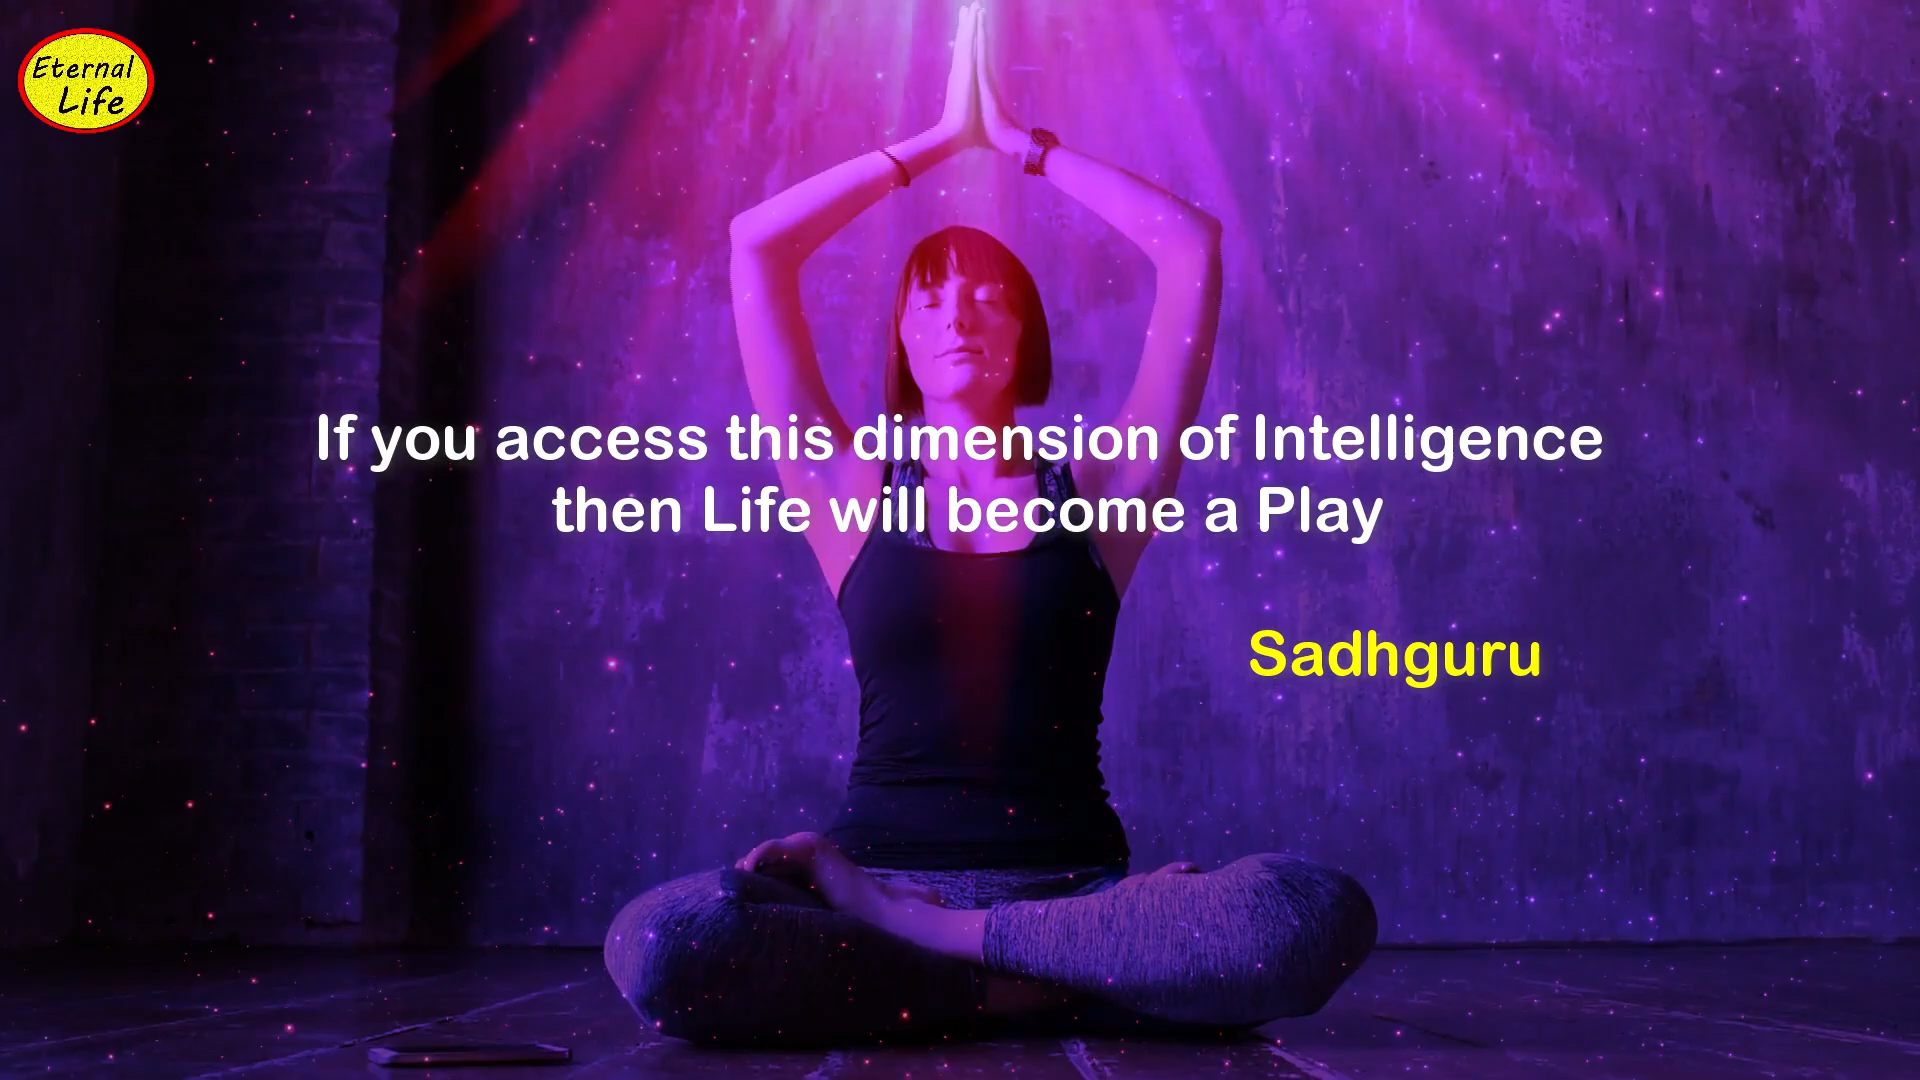 Eternal
Life
If you access this dimension of Intelligence
then Life will become a Play
Sadhguru